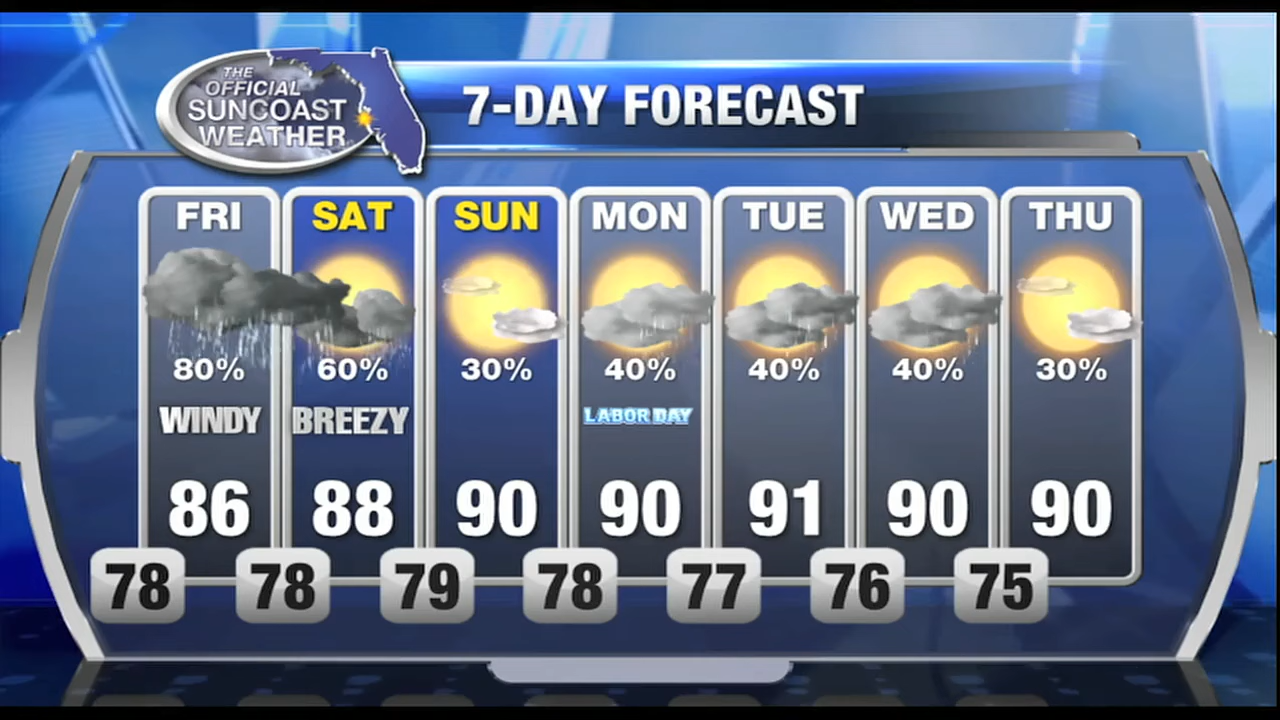 THE
OFFICIAL
SUNCOAST
WEATHER
7-DAY FORECAST
FRI SAT SUN MON TUE WED THU
80% 60% 30% 40% 40% 40% 30%
WINDY BREEZY LABOR DAY
86 88 90 90 91 90 90
78 78 79 78 77 76 75